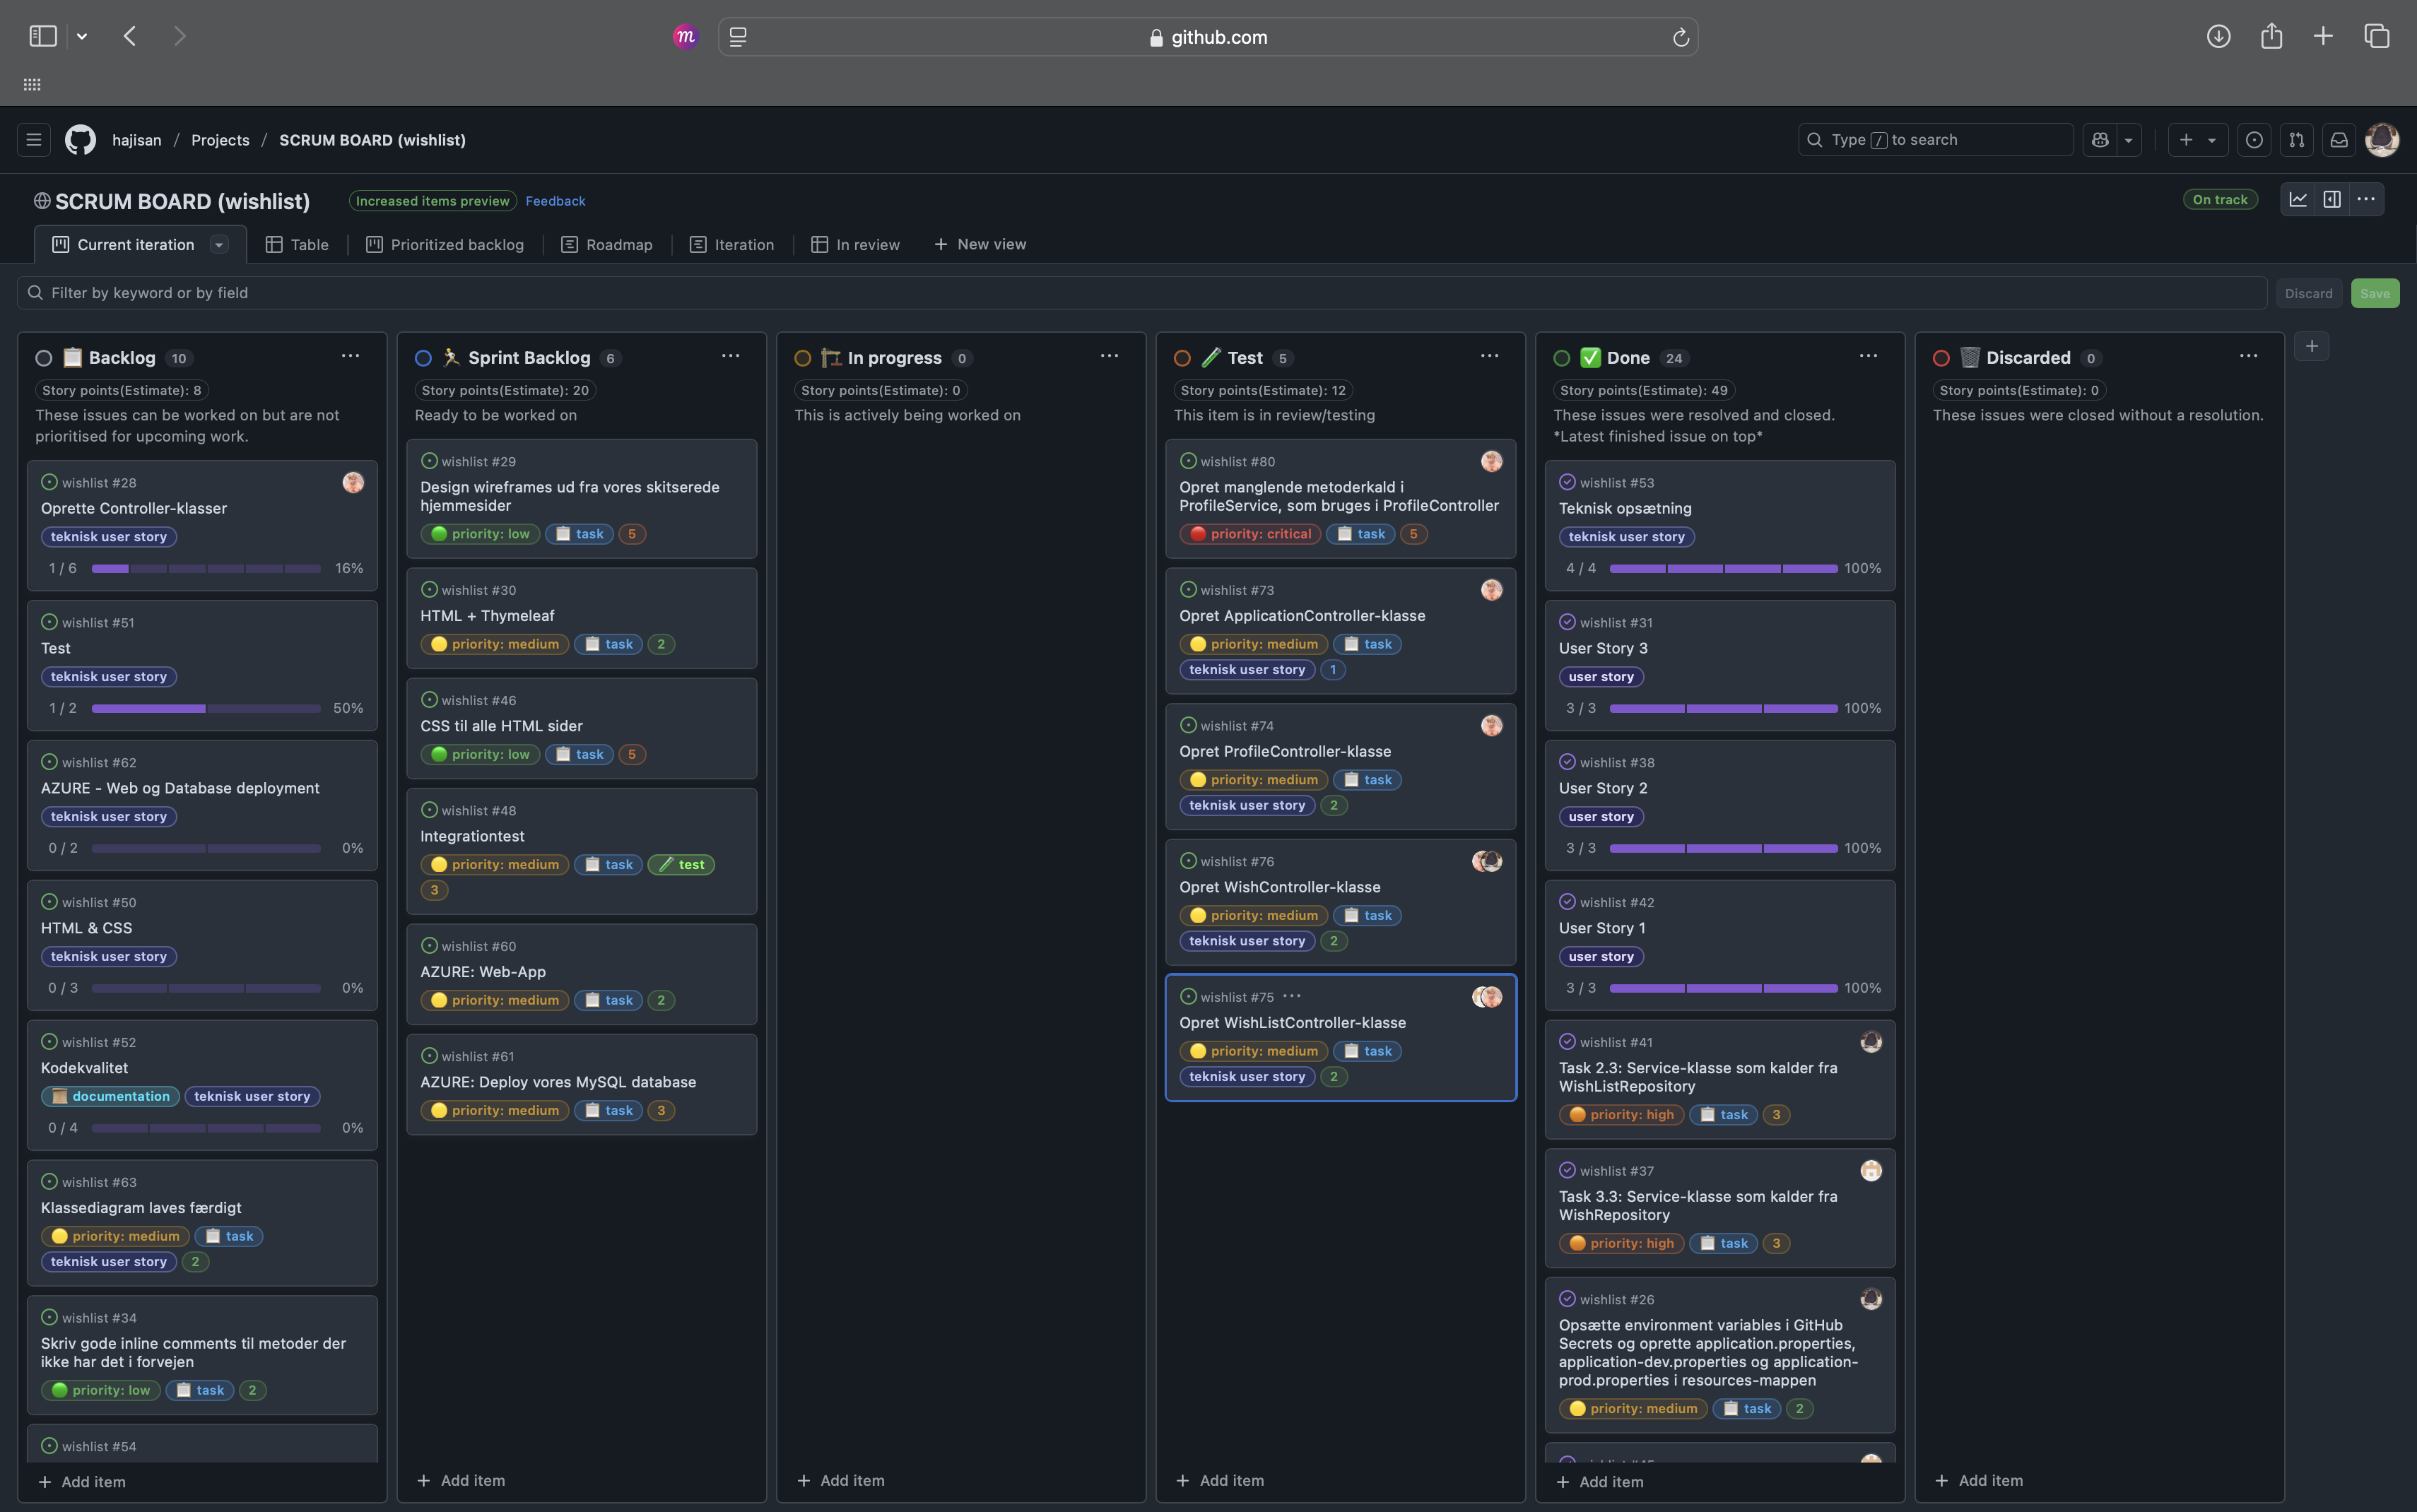 m
github.com
hajisan / Projects / SCRUM BOARD (wishlist)
Type / to search
SCRUM BOARD (wishlist)
Increased items preview
Feedback
On track
Current iteration
Table
Prioritized backlog
Roadmap
Iteration
In review
New view
Filter by keyword or by field
Discard
Save
Backlog 10
Story points(Estimate): 8
These issues can be worked on but are not
prioritised for upcoming work.
wishlist #28
Oprette Controller-klasser
teknisk user story
1 / 6 16%
wishlist #51
Test
teknisk user story
1 / 2 50%
wishlist #62
AZURE - Web og Database deployment
teknisk user story
0 / 2 0%
wishlist #50
HTML & CSS
teknisk user story
0 / 3 0%
wishlist #52
Kodekvalitet
documentation teknisk user story
0 / 4 0%
wishlist #63
Klassediagram laves færdigt
priority: medium task
teknisk user story 2
wishlist #34
Skriv gode inline comments til metoder der
ikke har det i forvejen
priority: low task 2
wishlist #54
Add item
Sprint Backlog 6
Story points(Estimate): 20
Ready to be worked on
wishlist #29
Design wireframes ud fra vores skitserede
hjemmesider
priority: low task 5
wishlist #30
HTML + Thymeleaf
priority: medium task 2
wishlist #46
CSS til alle HTML sider
priority: low task 5
wishlist #48
Integrationtest
priority: medium task test
3
wishlist #60
AZURE: Web-App
priority: medium task 2
wishlist #61
AZURE: Deploy vores MySQL database
priority: medium task 3
Add item
In progress 0
Story points(Estimate): 0
This is actively being worked on
Add item
Test 5
Story points(Estimate): 12
This item is in review/testing
wishlist #80
Opret manglende metoderkald i
ProfileService, som bruges i ProfileController
priority: critical task 5
wishlist #73
Opret ApplicationController-klasse
priority: medium task
teknisk user story 1
wishlist #74
Opret ProfileController-klasse
priority: medium task
teknisk user story 2
wishlist #76
Opret WishController-klasse
priority: medium task
teknisk user story 2
wishlist #75
Opret WishListController-klasse
priority: medium task
teknisk user story 2
Add item
Done 24
Story points(Estimate): 49
These issues were resolved and closed.
*Latest finished issue on top*
wishlist #53
Teknisk opsætning
teknisk user story
4 / 4 100%
wishlist #31
User Story 3
user story
3 / 3 100%
wishlist #38
User Story 2
user story
3 / 3 100%
wishlist #42
User Story 1
user story
3 / 3 100%
wishlist #41
Task 2.3: Service-klasse som kalder fra
WishListRepository
priority: high task 3
wishlist #37
Task 3.3: Service-klasse som kalder fra
WishRepository
priority: high task 3
wishlist #26
Opsætte environment variables i GitHub
Secrets og oprette application.properties,
application-dev.properties og application-
prod.properties i resources-mappen
priority: medium task 2
Add item
Discarded 0
Story points(Estimate): 0
These issues were closed without a resolution.
Add item